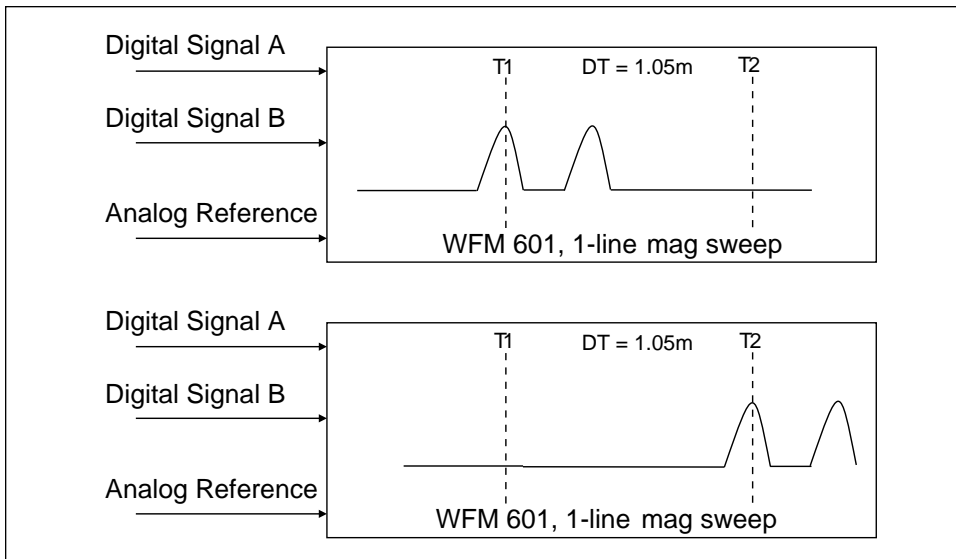 Digital Signal A
T1 DT = 1.05m T2
Digital Signal B
Analog Reference
WFM 601, 1-line mag sweep
Digital Signal A
T1 DT = 1.05m T2
Digital Signal B
Analog Reference
WFM 601, 1-line mag sweep